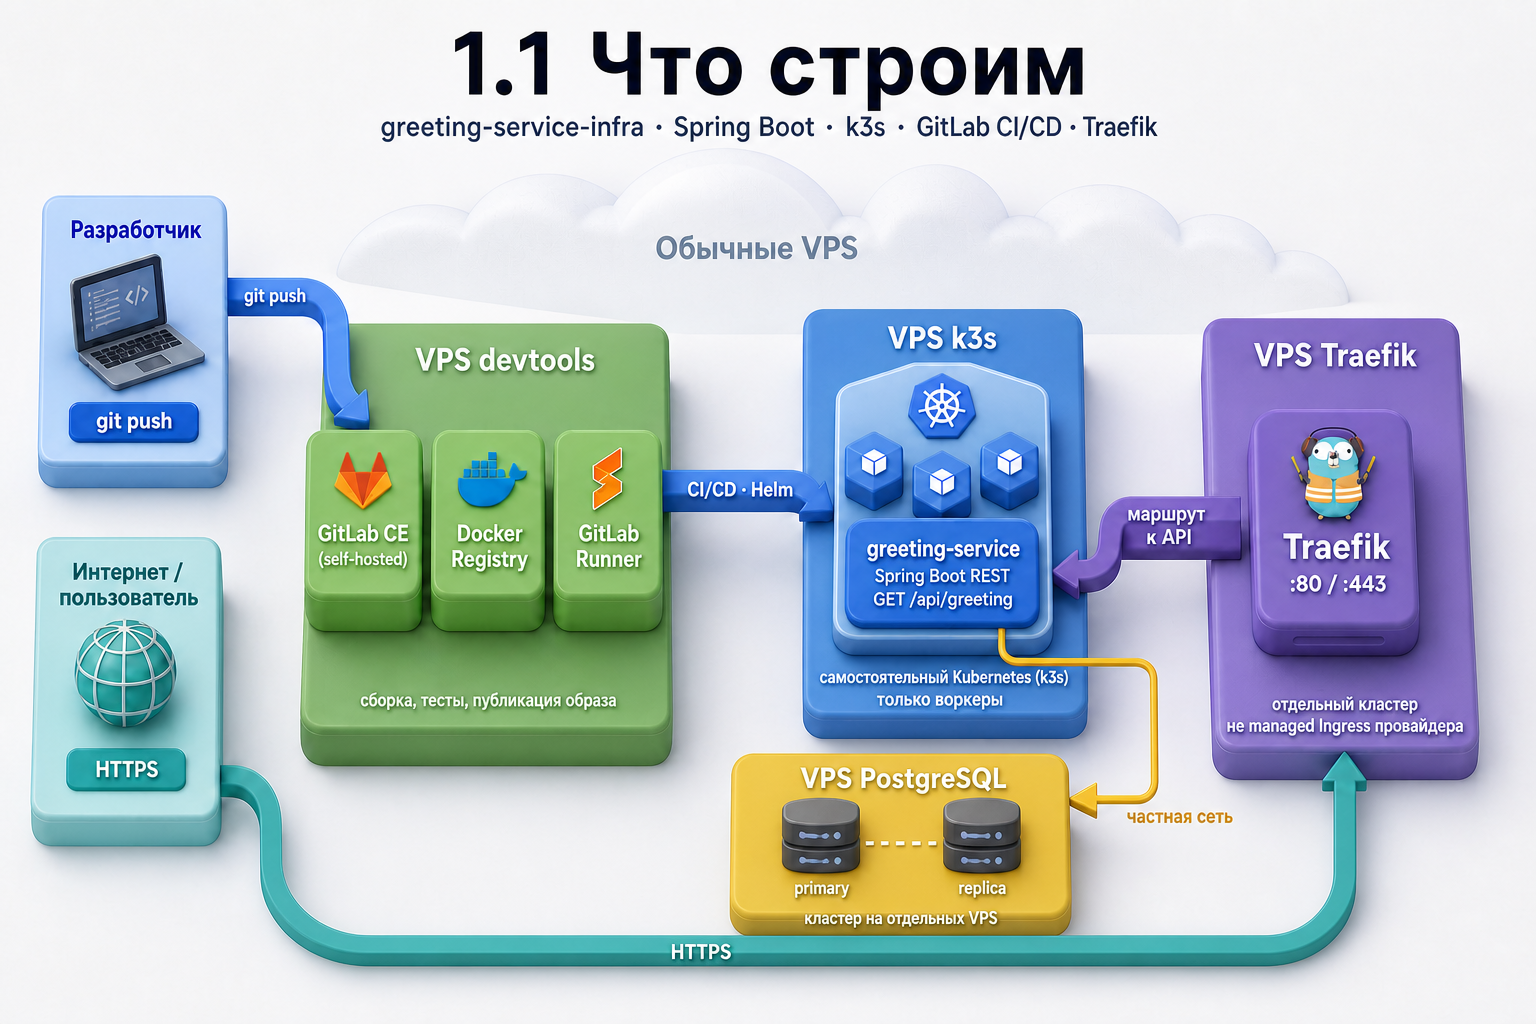 1.1 Что строим
greeting-service-infra · Spring Boot · k3s · GitLab CI/CD · Traefik
Обычные VPS
Разработчик
</>
git push
git push
VPS devtools
GitLab CE
(self-hosted)
Docker
Registry
GitLab
Runner
сборка, тесты, публикация образа
CI/CD · Helm
VPS k3s
greeting-service
Spring Boot REST
GET /api/greeting
самостоятельный Kubernetes (k3s)
только воркеры
маршрут
к API
VPS Traefik
Traefik
:80 / :443
отдельный кластер
не managed Ingress провайдера
Интернет /
пользователь
HTTPS
VPS PostgreSQL
primary
replica
кластер на отдельных VPS
частная сеть
HTTPS